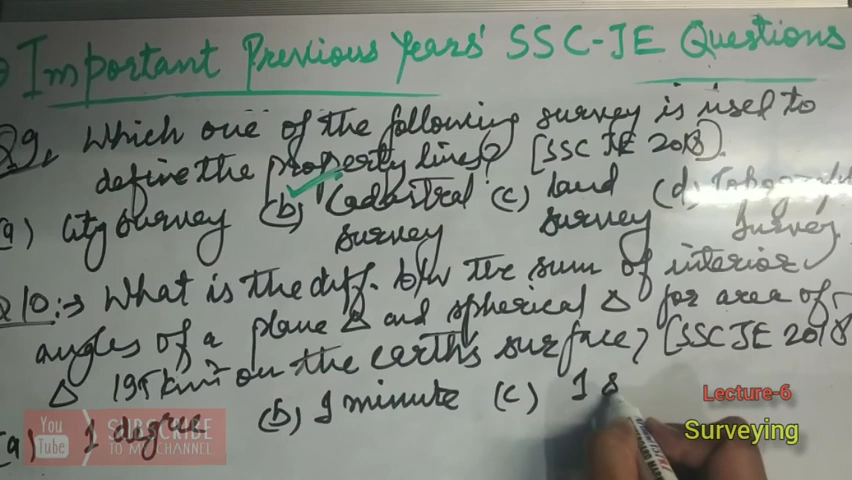 Important Previous Years' SSC-JE Questions
Q9. Which one of the following survey is used to
define the property lines? [SSC JE 2018].
(a) City survey (b) Cadastral (c) land (d)
survey survey survey
Q10:→ What is the diff. b/w the sum of interior
angles of a plane Δ and spherical Δ for area of
Δ 195 km² on the earth's surface? [SSC JE 2018
(a) 1 degree (b) 1 minute (c) 1 s
Lecture-6
Surveying
You Tube SUBSCRIBE
TO MY CHANNEL